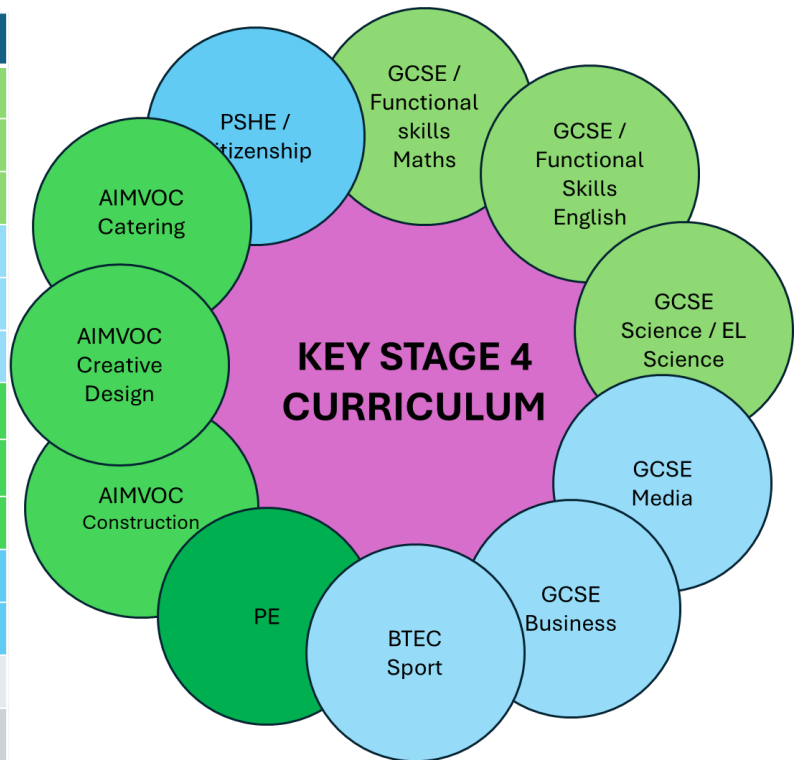 GCSE /
Functional
skills
Maths
GCSE /
Functional
Skills
English
GCSE
Science / EL
Science
GCSE
Media
GCSE
Business
BTEC
Sport
PE
AIMVOC
Construction
AIMVOC
Creative
Design
AIMVOC
Catering
PSHE /
itizenship
KEY STAGE 4
CURRICULUM